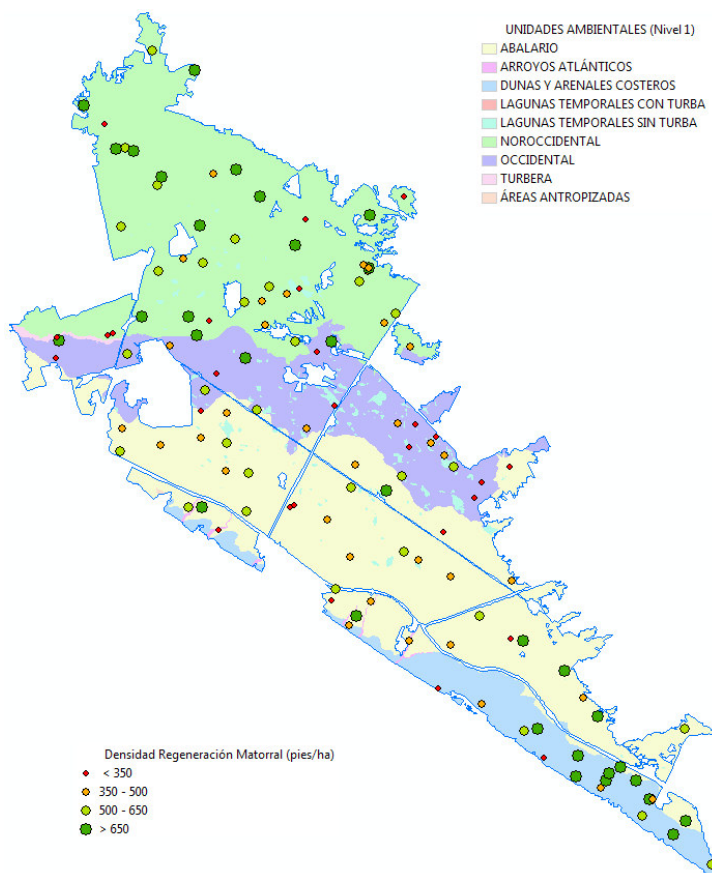 UNIDADES AMBIENTALES (Nivel 1)
ABALARIO
ARROYOS ATLÁNTICOS
DUNAS Y ARENALES COSTEROS
LAGUNAS TEMPORALES CON TURBA
LAGUNAS TEMPORALES SIN TURBA
NOROCCIDENTAL
OCCIDENTAL
TURBERA
ÁREAS ANTROPIZADAS
Densidad Regeneración Matorral (pies/ha)
< 350
350 - 500
500 - 650
> 650